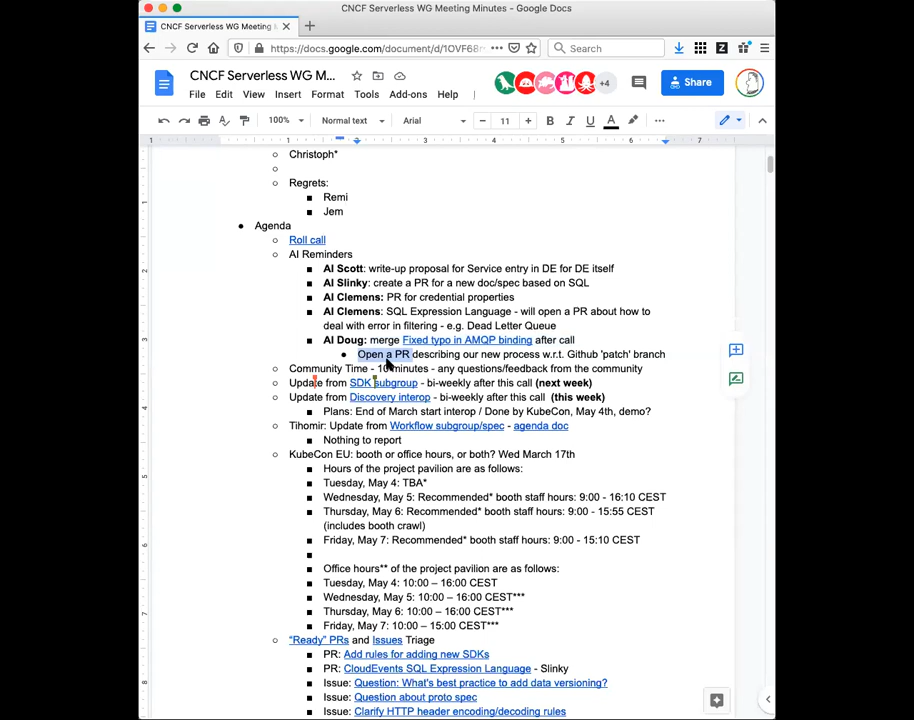 CNCF Serverless WG Meeting Minutes - Google Docs
CNCF Serverless WG Meeting
https://docs.google.com/document/d/1OVF68r
Search
CNCF Serverless WG M...
File Edit View Insert Format Tools Add-ons Help
+4
Share
100% Normal text Arial 11 B I U A
1 1 2 3 4 5 6 7
Christoph*
Regrets:
Remi
Jem
Agenda
Roll call
AI Reminders
AI Scott: write-up proposal for Service entry in DE for DE itself
AI Slinky: create a PR for a new doc/spec based on SQL
AI Clemens: PR for credential properties
AI Clemens: SQL Expression Language - will open a PR about how to
deal with error in filtering - e.g. Dead Letter Queue
AI Doug: merge Fixed typo in AMQP binding after call
Open a PR describing our new process w.r.t. Github 'patch' branch
Community Time - 10 minutes - any questions/feedback from the community
Update from SDK subgroup - bi-weekly after this call (next week)
Update from Discovery interop - bi-weekly after this call (this week)
Plans: End of March start interop / Done by KubeCon, May 4th, demo?
Tihomir: Update from Workflow subgroup/spec - agenda doc
Nothing to report
KubeCon EU: booth or office hours, or both? Wed March 17th
Hours of the project pavilion are as follows:
Tuesday, May 4: TBA*
Wednesday, May 5: Recommended* booth staff hours: 9:00 - 16:10 CEST
Thursday, May 6: Recommended* booth staff hours: 9:00 - 15:55 CEST
(includes booth crawl)
Friday, May 7: Recommended* booth staff hours: 9:00 - 15:10 CEST
Office hours** of the project pavilion are as follows:
Tuesday, May 4: 10:00 – 16:00 CEST
Wednesday, May 5: 10:00 – 16:00 CEST***
Thursday, May 6: 10:00 – 16:00 CEST***
Friday, May 7: 10:00 – 15:00 CEST***
“Ready” PRs and Issues Triage
PR: Add rules for adding new SDKs
PR: CloudEvents SQL Expression Language - Slinky
Issue: Question: What's best practice to add data versioning?
Issue: Question about proto spec
Issue: Clarify HTTP header encoding/decoding rules